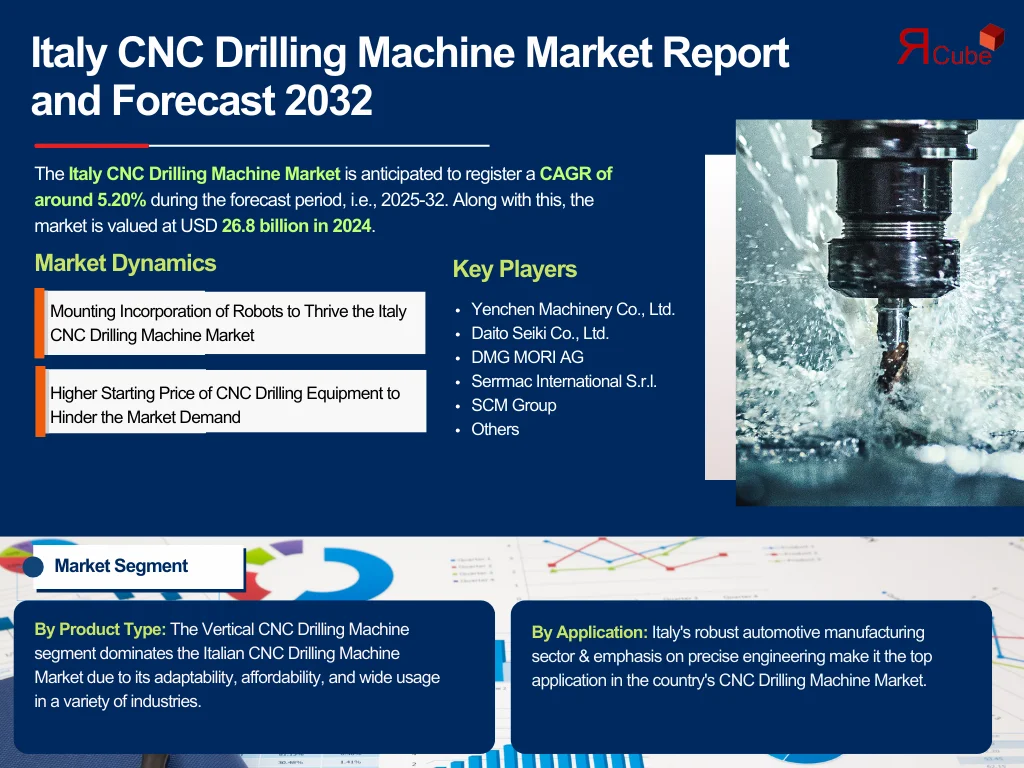 Italy CNC Drilling Machine Market Report
and Forecast 2032
ЯCube
The Italy CNC Drilling Machine Market is anticipated to register a CAGR of
around 5.20% during the forecast period, i.e., 2025-32. Along with this, the
market is valued at USD 26.8 billion in 2024.
Market Dynamics
Mounting Incorporation of Robots to Thrive the Italy
CNC Drilling Machine Market
Higher Starting Price of CNC Drilling Equipment to
Hinder the Market Demand
Key Players
• Yenchen Machinery Co., Ltd.
• Daito Seiki Co., Ltd.
• DMG MORI AG
• Serrmac International S.r.l.
• SCM Group
• Others
Market Segment
By Product Type: The Vertical CNC Drilling Machine
segment dominates the Italian CNC Drilling Machine
Market due to its adaptability, affordability, and wide usage
in a variety of industries.
By Application: Italy's robust automotive manufacturing
sector & emphasis on precise engineering make it the top
application in the country's CNC Drilling Machine Market.